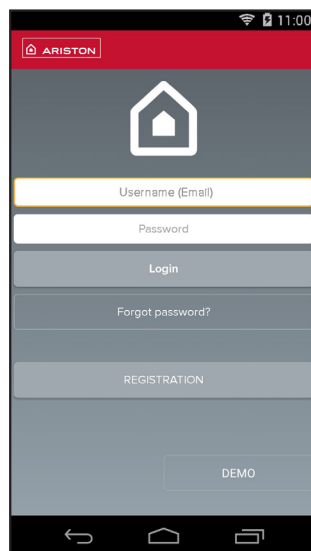 11:00
ARISTON
Username (Email)
Password
Login
Forgot password?
REGISTRATION
DEMO